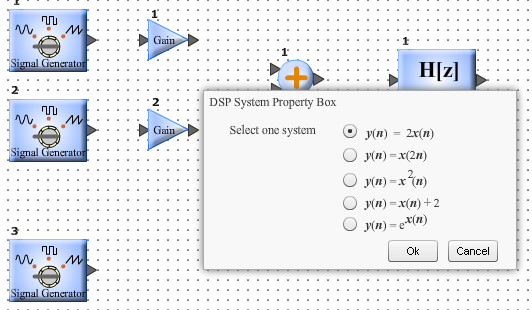 1
Signal Generator
1
Gain
1
1
H[z]
2
Signal Generator
2
Gain
3
Signal Generator
DSP System Property Box
Select one system
y(n) = 2x(n)
y(n) = x(2n)
y(n) = x²(n)
y(n) = x(n) + 2
y(n) = e^x(n)
Ok
Cancel